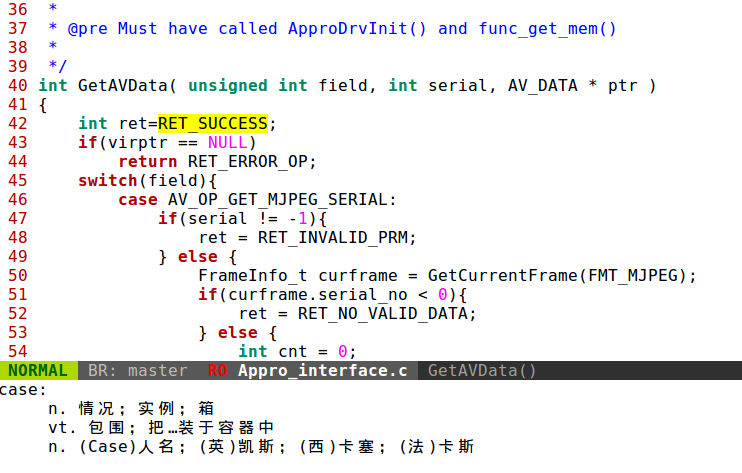 36  *
37  * @pre Must have called ApproDrvInit() and func_get_mem()
38  *
39  */
40 int GetAVData( unsigned int field, int serial, AV_DATA * ptr )
41 {
42     int ret=RET_SUCCESS;
43     if(virptr == NULL)
44         return RET_ERROR_OP;
45     switch(field){
46         case AV_OP_GET_MJPEG_SERIAL:
47             if(serial != -1){
48                 ret = RET_INVALID_PRM;
49             } else {
50                 FrameInfo_t curframe = GetCurrentFrame(FMT_MJPEG);
51                 if(curframe.serial_no < 0){
52                     ret = RET_NO_VALID_DATA;
53                 } else {
54                     int cnt = 0;
NORMAL BR: master RO Appro_interface.c GetAVData()
case:
     n. 情况; 实例; 箱
     vt. 包围; 把…装于容器中
     n. (Case)人名; (英)凯斯; (西)卡塞; (法)卡斯